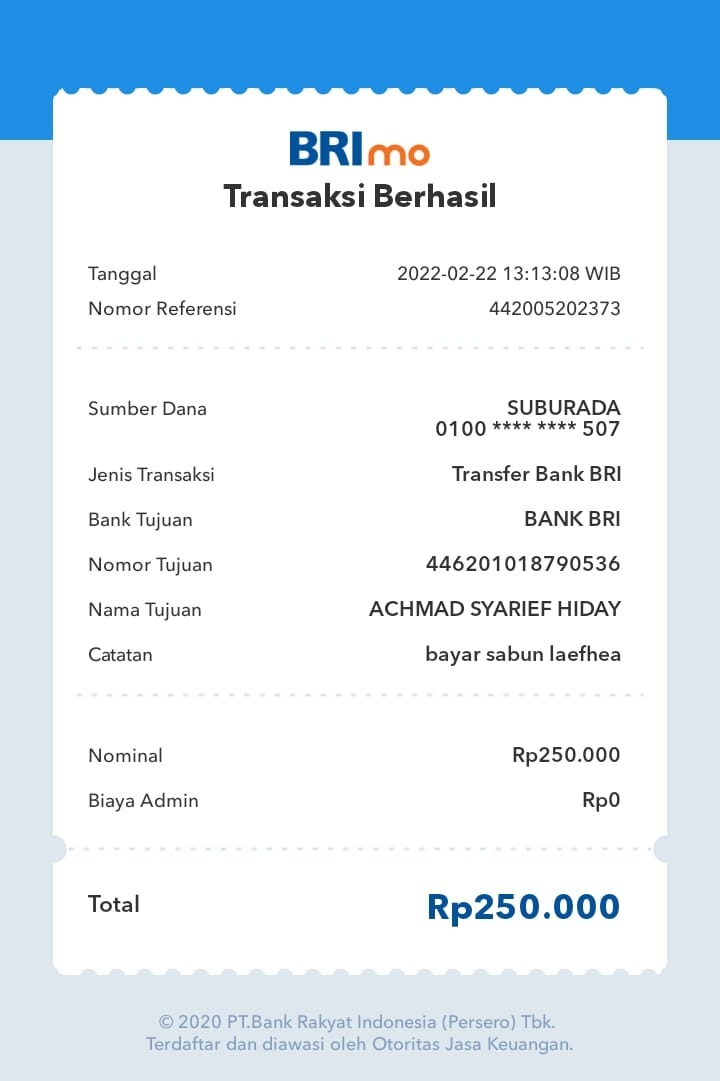 BRImo
Transaksi Berhasil
Tanggal 2022-02-22 13:13:08 WIB
Nomor Referensi 442005202373
Sumber Dana SUBURADA
0100 **** **** 507
Jenis Transaksi Transfer Bank BRI
Bank Tujuan BANK BRI
Nomor Tujuan 446201018790536
Nama Tujuan ACHMAD SYARIEF HIDAY
Catatan bayar sabun laefhea
Nominal Rp250.000
Biaya Admin Rp0
Total Rp250.000
© 2020 PT.Bank Rakyat Indonesia (Persero) Tbk.
Terdaftar dan diawasi oleh Otoritas Jasa Keuangan.